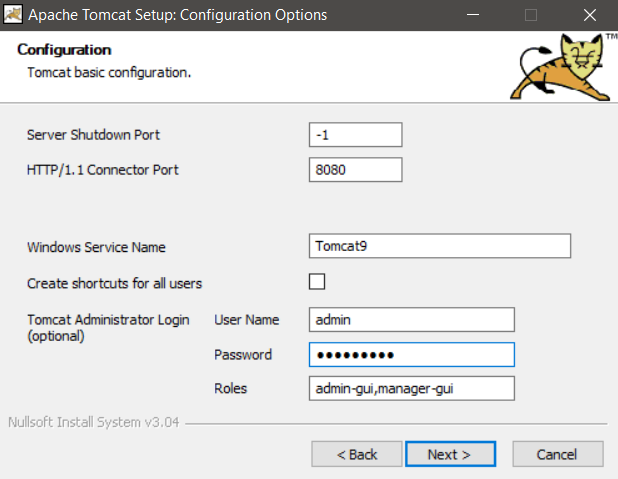 Apache Tomcat Setup: Configuration Options
Configuration
Tomcat basic configuration.
TM
Server Shutdown Port
-1
HTTP/1.1 Connector Port
8080
Windows Service Name
Tomcat9
Create shortcuts for all users
Tomcat Administrator Login
(optional)
User Name
admin
Password
●●●●●●●●●
Roles
admin-gui,manager-gui
Nullsoft Install System v3.04
< Back
Next >
Cancel